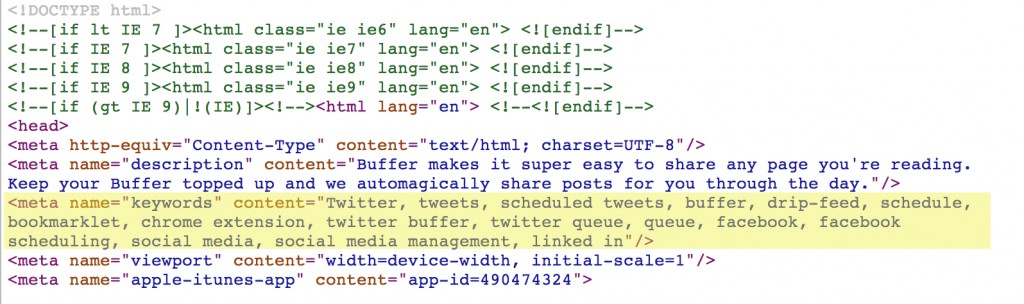 <!DOCTYPE html>
<!--[if lt IE 7 ]><html class="ie ie6" lang="en"> <![endif]-->
<!--[if IE 7 ]><html class="ie ie7" lang="en"> <![endif]-->
<!--[if IE 8 ]><html class="ie ie8" lang="en"> <![endif]-->
<!--[if IE 9 ]><html class="ie ie9" lang="en"> <![endif]-->
<!--[if (gt IE 9)|!(IE)]><!--><html lang="en"> <!--<![endif]-->
<head>
<meta http-equiv="Content-Type" content="text/html; charset=UTF-8"/>
<meta name="description" content="Buffer makes it super easy to share any page you're reading.
Keep your Buffer topped up and we automagically share posts for you through the day."/>
<meta name="keywords" content="Twitter, tweets, scheduled tweets, buffer, drip-feed, schedule,
bookmarklet, chrome extension, twitter buffer, twitter queue, queue, facebook, facebook
scheduling, social media, social media management, linked in"/>
<meta name="viewport" content="width=device-width, initial-scale=1"/>
<meta name="apple-itunes-app" content="app-id=490474324">